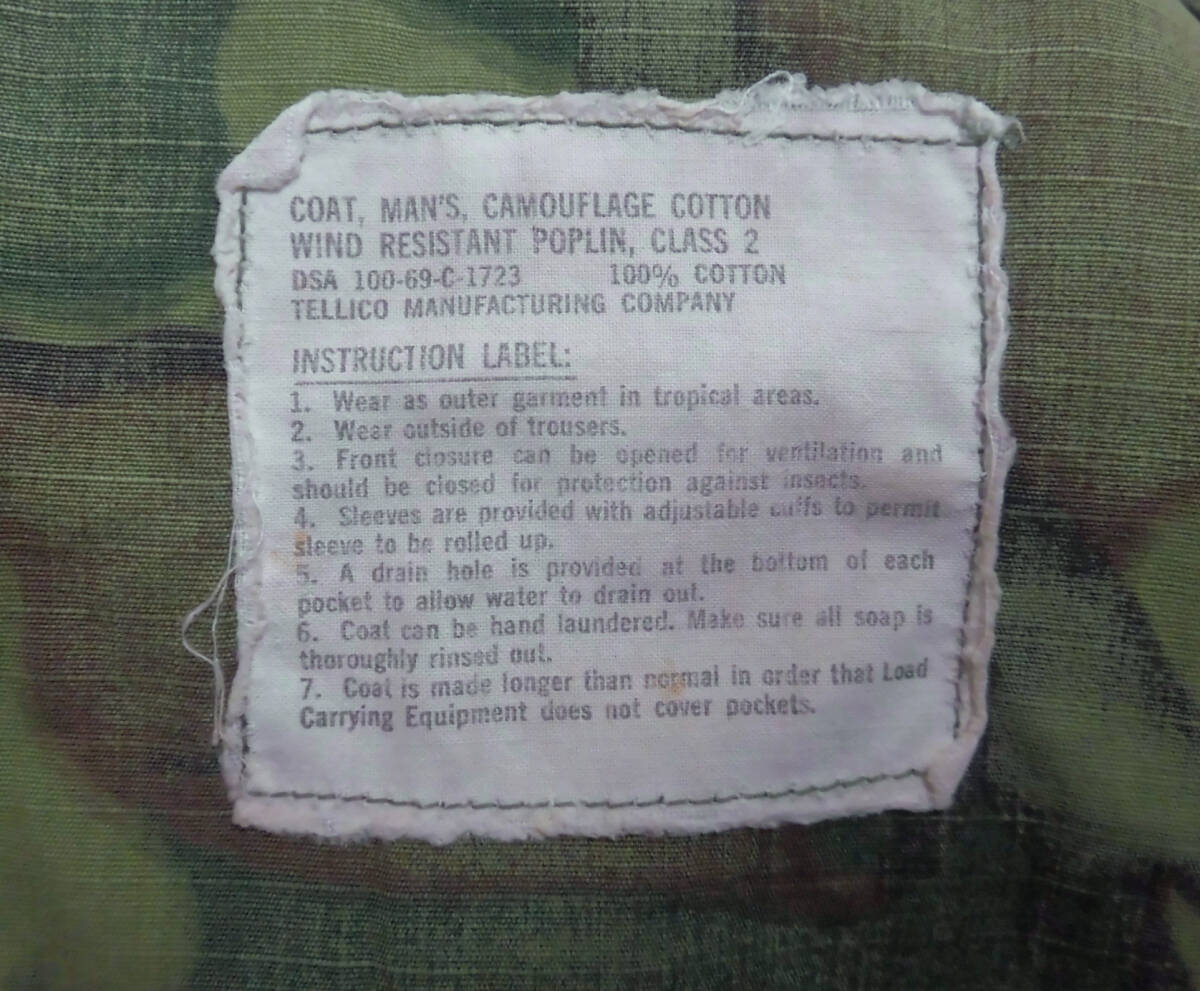 COAT, MAN'S, CAMOUFLAGE COTTON
WIND RESISTANT POPLIN, CLASS 2
DSA 100-69-C-1723 100% COTTON
TELLICO MANUFACTURING COMPANY
INSTRUCTION LABEL:
1. Wear as outer garment in tropical areas.
2. Wear outside of trousers.
3. Front closure can be opened for ventilation and
should be closed for protection against insects.
4. Sleeves are provided with adjustable cuffs to permit
sleeve to be rolled up.
5. A drain hole is provided at the bottom of each
pocket to allow water to drain out.
6. Coat can be hand laundered. Make sure all soap is
thoroughly rinsed out.
7. Coat is made longer than normal in order that Load
Carrying Equipment does not cover pockets.